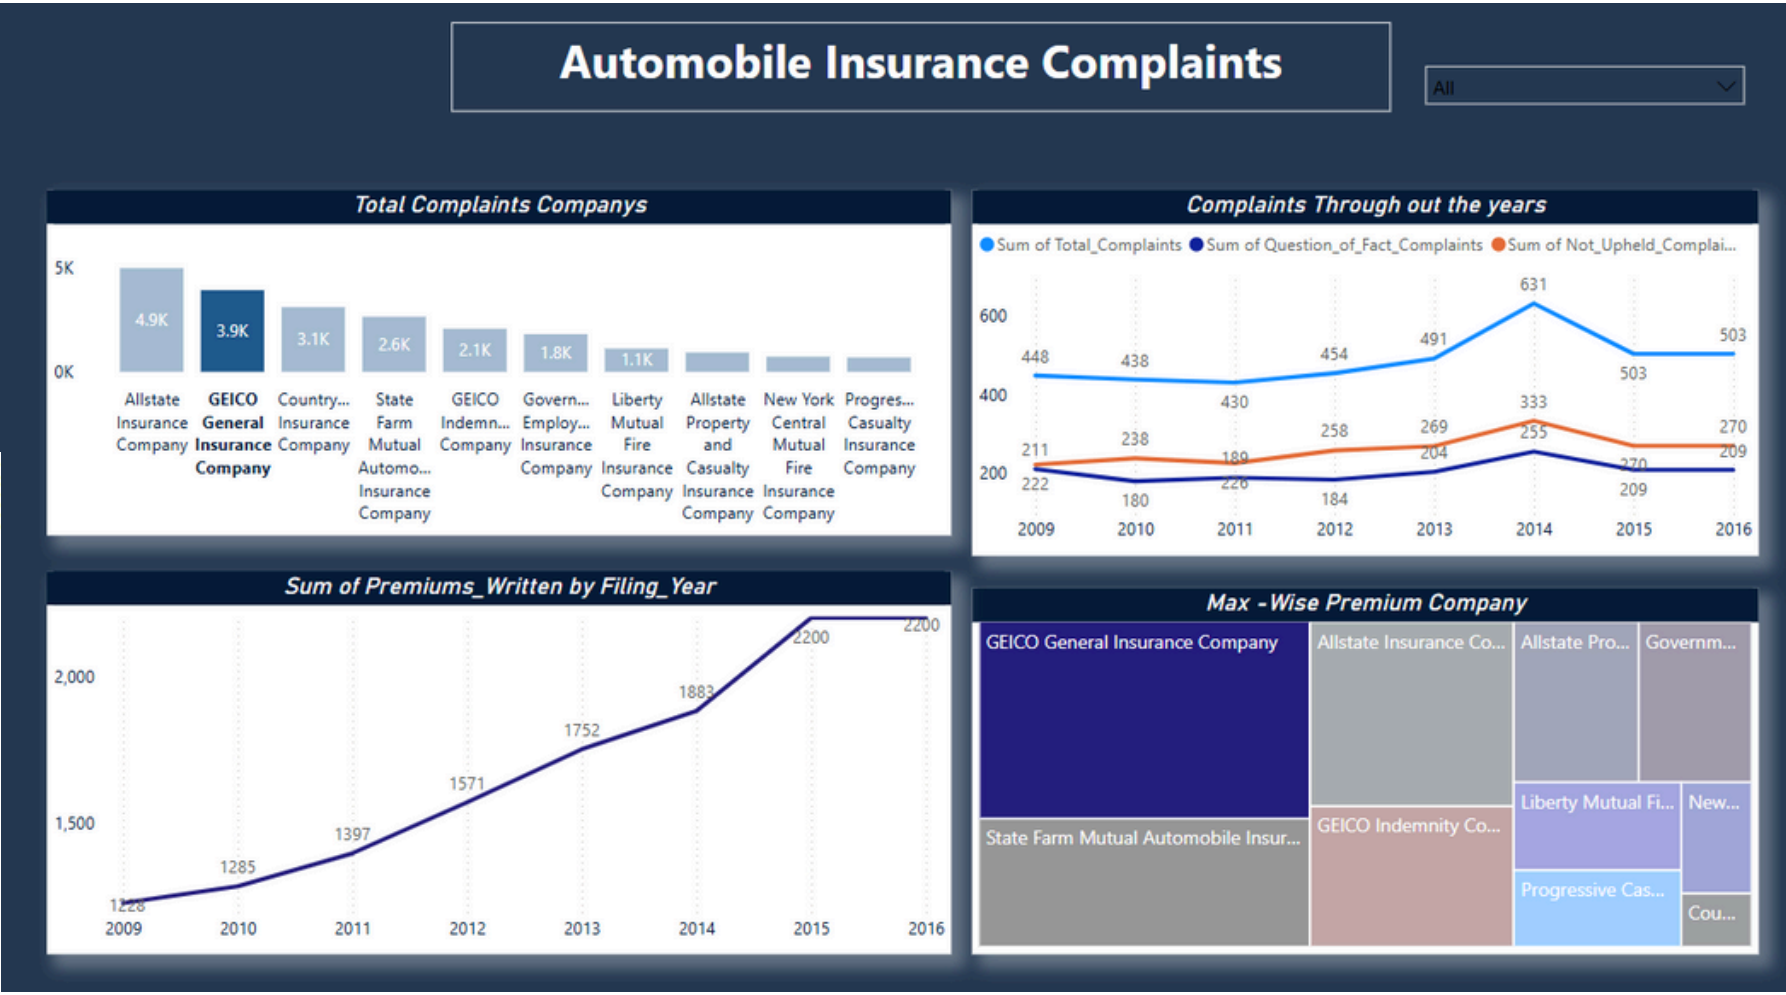 Automobile Insurance Complaints
All
Total Complaints Companys
5K
0K
4.9K
3.9K
3.1K
2.6K
2.1K
1.8K
1.1K
Allstate
Insurance
Company
GEICO
General
Insurance
Company
Country...
Insurance
Company
State
Farm
Mutual
Automo...
Insurance
Company
GEICO
Indemn...
Company
Govern...
Employ...
Insurance
Company
Liberty
Mutual
Fire
Insurance
Company
Allstate
Property
and
Casualty
Insurance
Company
New York
Central
Mutual
Fire
Insurance
Company
Progres...
Casualty
Insurance
Company
Complaints Through out the years
Sum of Total_Complaints Sum of Question_of_Fact_Complaints Sum of Not_Upheld_Complai...
600
400
200
448
438
430
454
491
631
503
503
211
238
189
258
269
333
270
270
222
180
226
184
204
255
209
209
2009 2010 2011 2012 2013 2014 2015 2016
Sum of Premiums_Written by Filing_Year
2,000
1,500
1228
1285
1397
1571
1752
1883
2200
2200
2009 2010 2011 2012 2013 2014 2015 2016
Max -Wise Premium Company
GEICO General Insurance Company
State Farm Mutual Automobile Insur...
Allstate Insurance Co...
GEICO Indemnity Co...
Allstate Pro...
Governm...
Liberty Mutual Fi...
New...
Progressive Cas...
Cou...